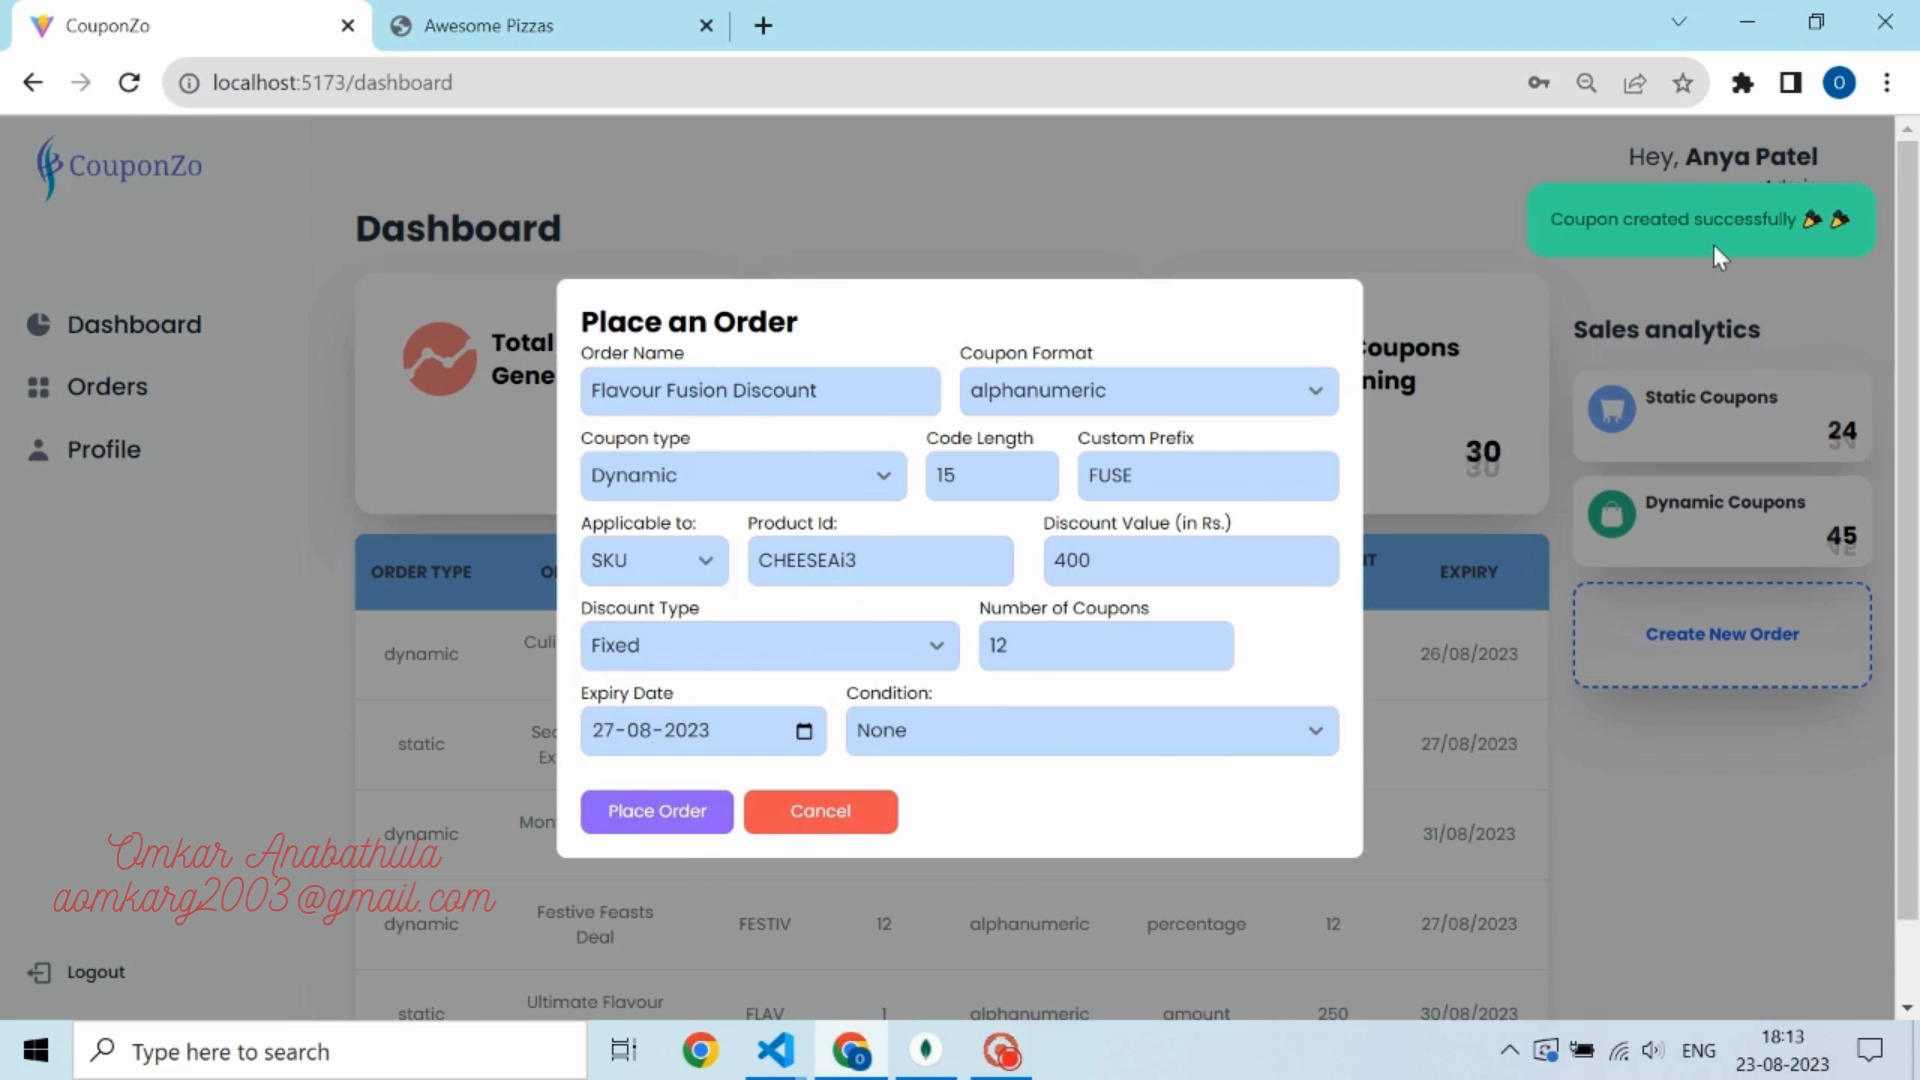 CouponZo
Awesome Pizzas
localhost:5173/dashboard
O
CouponZo
Hey, Anya Patel
Coupon created successfully
Dashboard
Dashboard
Orders
Profile
Logout
Total
Gene
30
Sales analytics
Static Coupons
24
Dynamic Coupons
45
Create New Order
Place an Order
Order Name
Coupon Format
Flavour Fusion Discount
alphanumeric
Coupon type
Code Length
Custom Prefix
Dynamic
15
FUSE
Applicable to:
Product Id:
Discount Value (in Rs.)
SKU
CHEESEAi3
400
Discount Type
Number of Coupons
Fixed
12
Expiry Date
Condition:
27-08-2023
None
Place Order
Cancel
ORDER TYPE
EXPIRY
dynamic
Culi
26/08/2023
static
Ex
27/08/2023
dynamic
Mon
31/08/2023
dynamic
Festive Feasts
Deal
FESTIV
12
alphanumeric
percentage
12
27/08/2023
static
Ultimate Flavour
FLAV
1
alphanumeric
amount
250
30/08/2023
Omkar Anabathula
aomkarg2003@gmail.com
Type here to search
ENG
18:13
23-08-2023